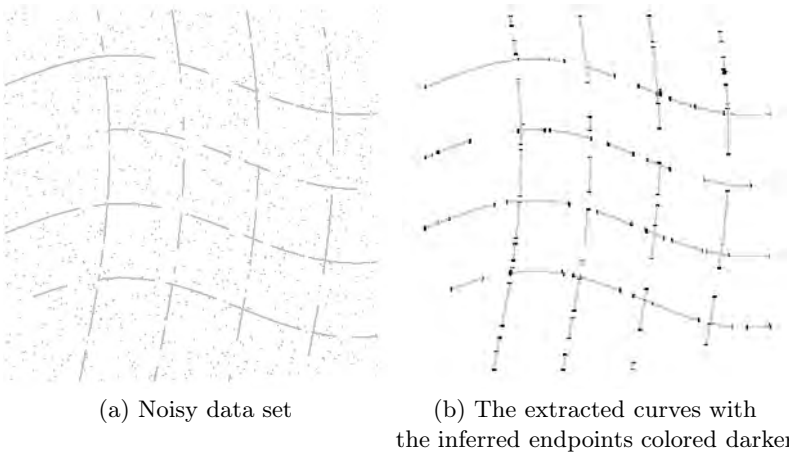 (a) Noisy data set
(b) The extracted curves with
the inferred endpoints colored darker